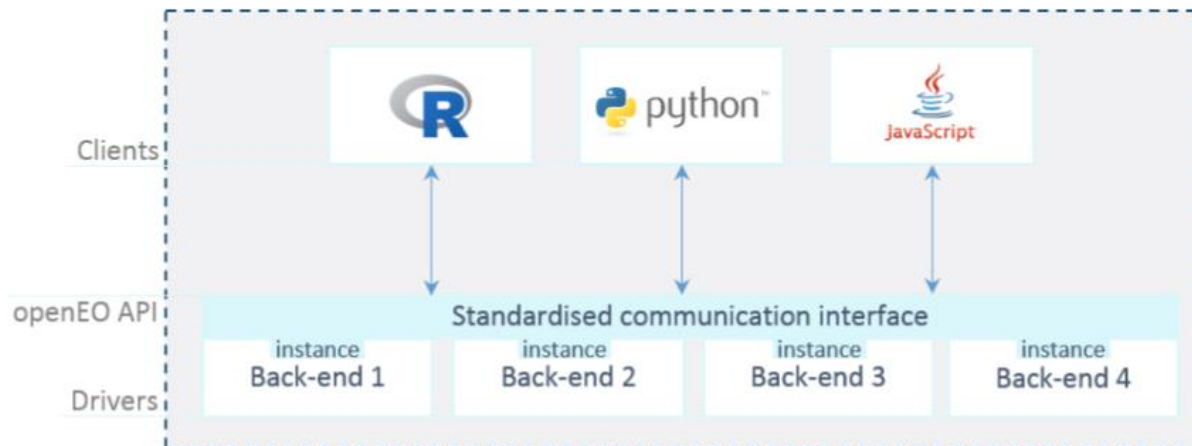 R
python™
JavaScript
Clients
openEO API
Standardised communication interface
instance instance instance instance
Back-end 1 Back-end 2 Back-end 3 Back-end 4
Drivers